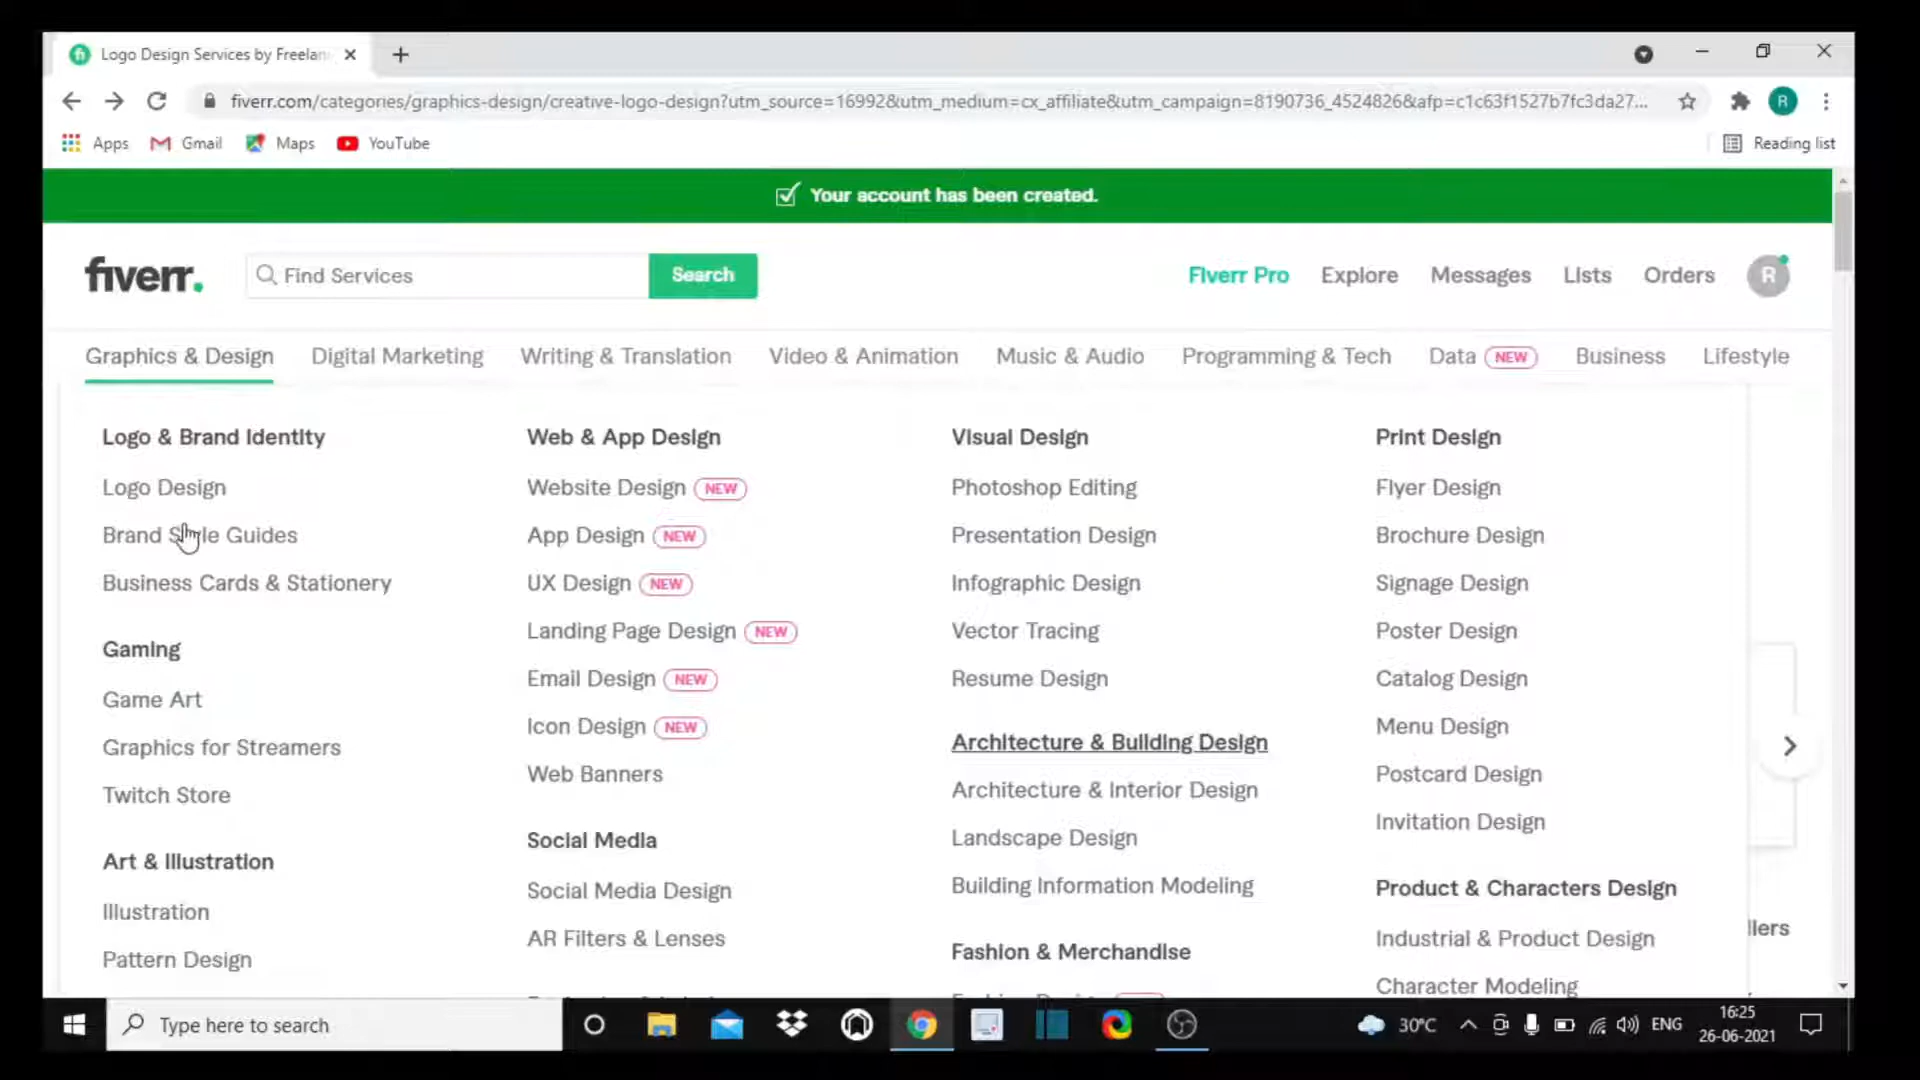 Logo Design Services by Freelan
fiverr.com/categories/graphics-design/creative-logo-design?utm_source=16992&utm_medium=cx_affiliate&utm_campaign=8190736_4524826&afp=c1c63f1527b7fc3da27...
R
Apps Gmail Maps YouTube Reading list
Your account has been created.
fiverr. Find Services Search Fiverr Pro Explore Messages Lists Orders R
Graphics & Design Digital Marketing Writing & Translation Video & Animation Music & Audio Programming & Tech Data NEW Business Lifestyle
Logo & Brand Identity
Logo Design
Brand Style Guides
Business Cards & Stationery
Gaming
Game Art
Graphics for Streamers
Twitch Store
Art & Illustration
Illustration
Pattern Design
Web & App Design
Website Design NEW
App Design NEW
UX Design NEW
Landing Page Design NEW
Email Design NEW
Icon Design NEW
Web Banners
Social Media
Social Media Design
AR Filters & Lenses
Visual Design
Photoshop Editing
Presentation Design
Infographic Design
Vector Tracing
Resume Design
Architecture & Building Design
Architecture & Interior Design
Landscape Design
Building Information Modeling
Fashion & Merchandise
Print Design
Flyer Design
Brochure Design
Signage Design
Poster Design
Catalog Design
Menu Design
Postcard Design
Invitation Design
Product & Characters Design
Industrial & Product Design
Character Modeling
llers
Type here to search
30°C ENG
16:25
26-06-2021